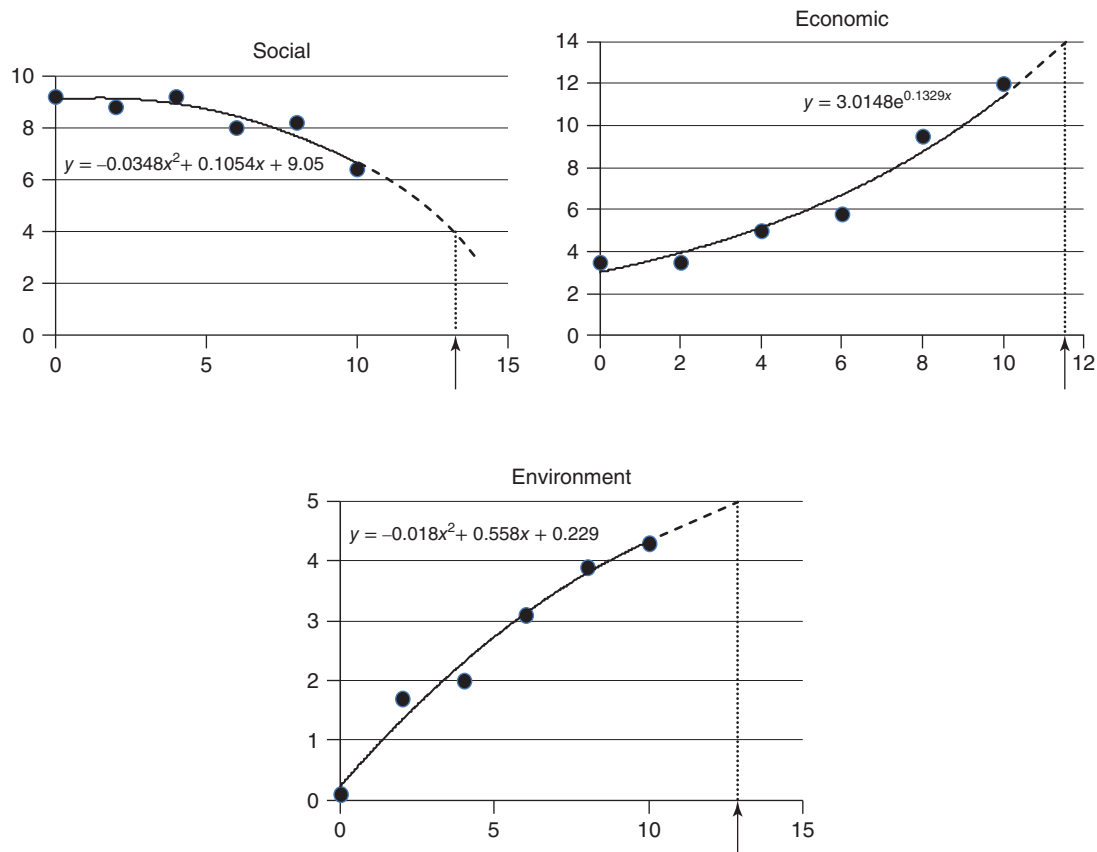 Social
10
8
6
4
2
0
y = –0.0348x²+ 0.1054x + 9.05
0 5 10 15
Economic
14
12
10
8
6
4
2
0
y = 3.0148e^0.1329x
0 2 4 6 8 10 12
Environment
5
4
3
2
1
0
y = –0.018x²+ 0.558x + 0.229
0 5 10 15